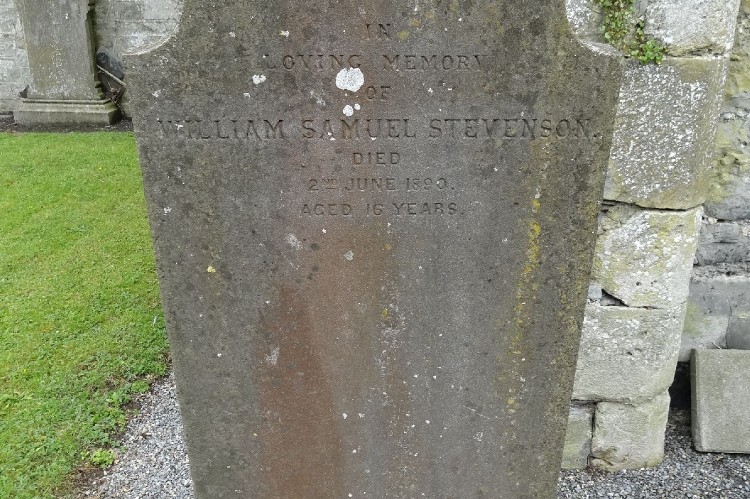 IN
LOVING MEMORY
OF
WILLIAM SAMUEL STEVENSON.
DIED
2ND JUNE 1890.
AGED 16 YEARS.